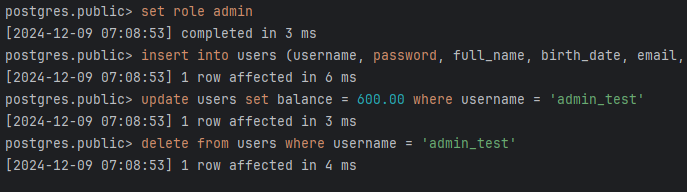 postgres.public> set role admin
[2024-12-09 07:08:53] completed in 3 ms
postgres.public> insert into users (username, password, full_name, birth_date, email,
[2024-12-09 07:08:53] 1 row affected in 6 ms
postgres.public> update users set balance = 600.00 where username = 'admin_test'
[2024-12-09 07:08:53] 1 row affected in 3 ms
postgres.public> delete from users where username = 'admin_test'
[2024-12-09 07:08:53] 1 row affected in 4 ms